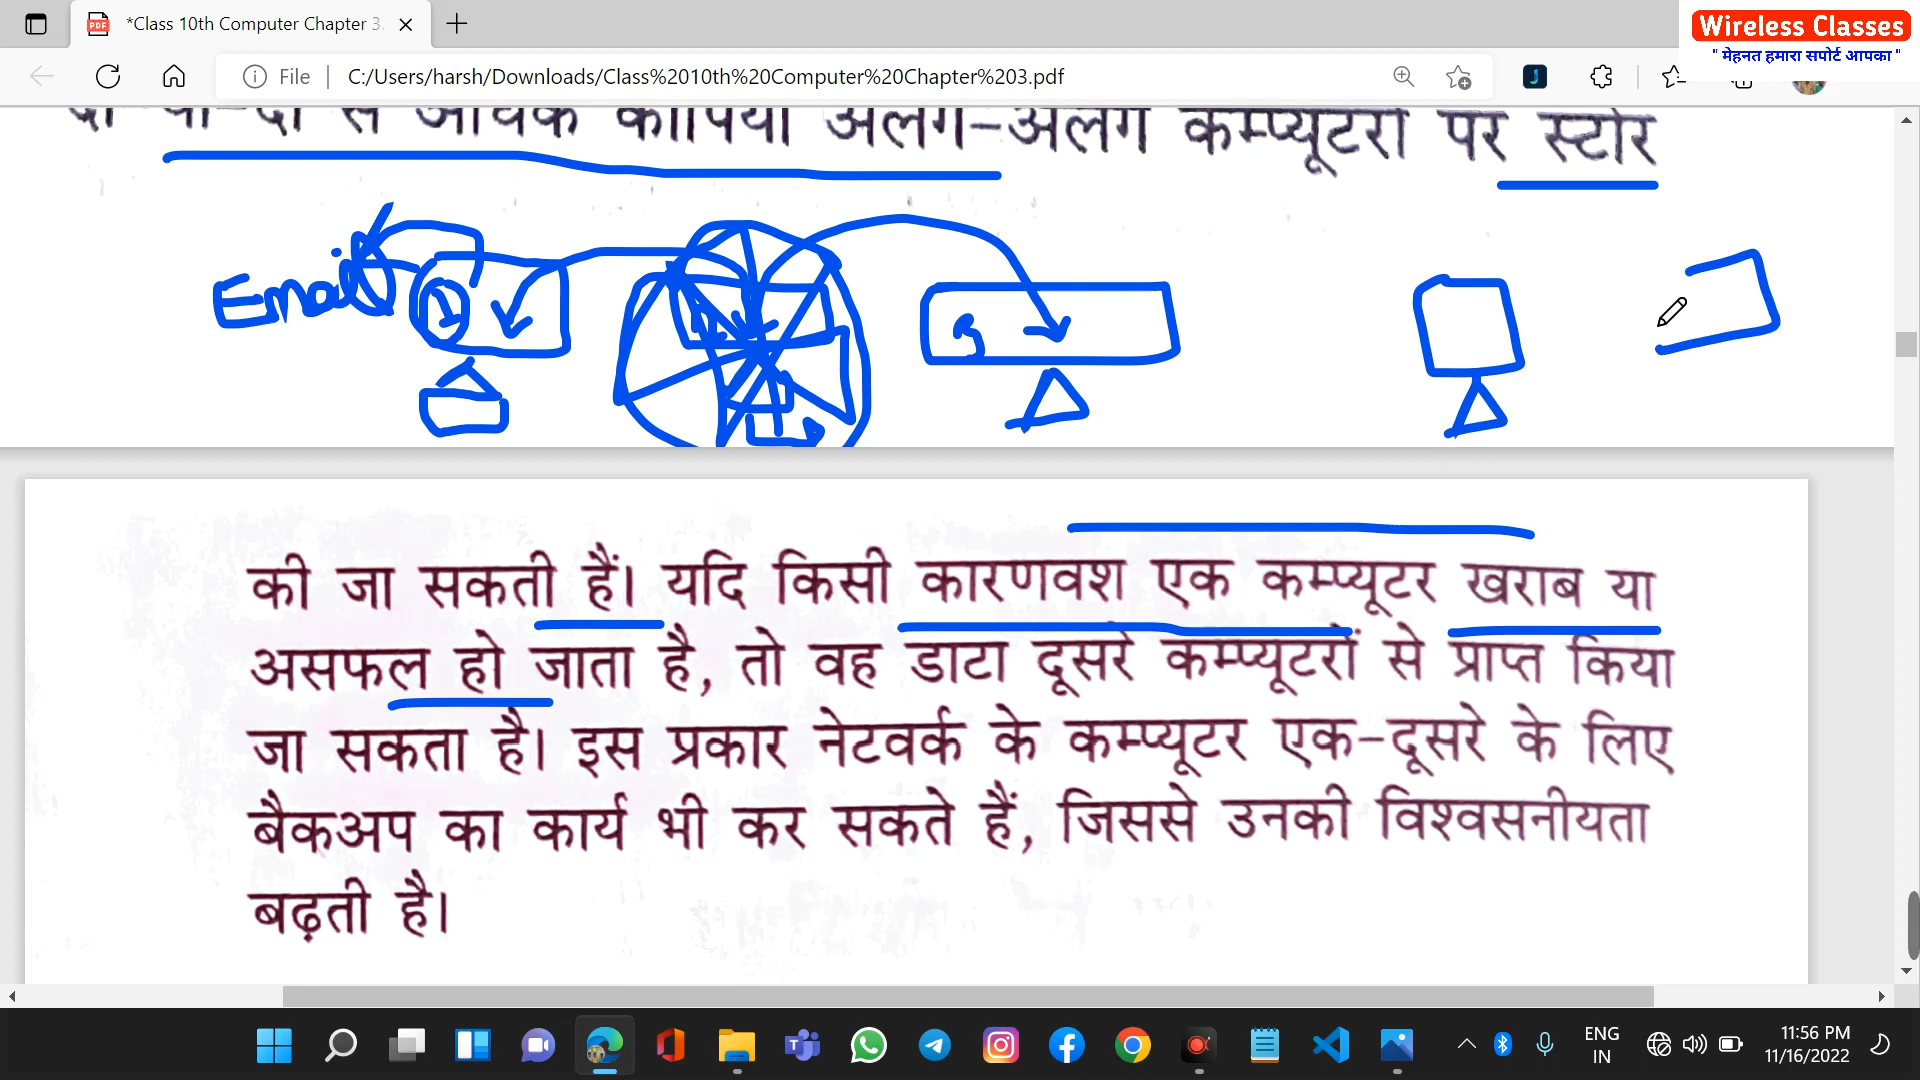 *Class 10th Computer Chapter 3.
Wireless Classes
" मेहनत हमारा सपोर्ट आपका "
File
C:/Users/harsh/Downloads/Class%2010th%20Computer%20Chapter%203.pdf
से अधिक कापियाँ अलग-अलग कम्प्यूटरों पर स्टोर
Email
की जा सकती हैं। यदि किसी कारणवश एक कम्प्यूटर खराब या
असफल हो जाता है, तो वह डाटा दूसरे कम्प्यूटरों से प्राप्त किया
जा सकता है। इस प्रकार नेटवर्क के कम्प्यूटर एक-दूसरे के लिए
बैकअप का कार्य भी कर सकते हैं, जिससे उनकी विश्वसनीयता
बढ़ती है।
ENG
IN
11:56 PM
11/16/2022